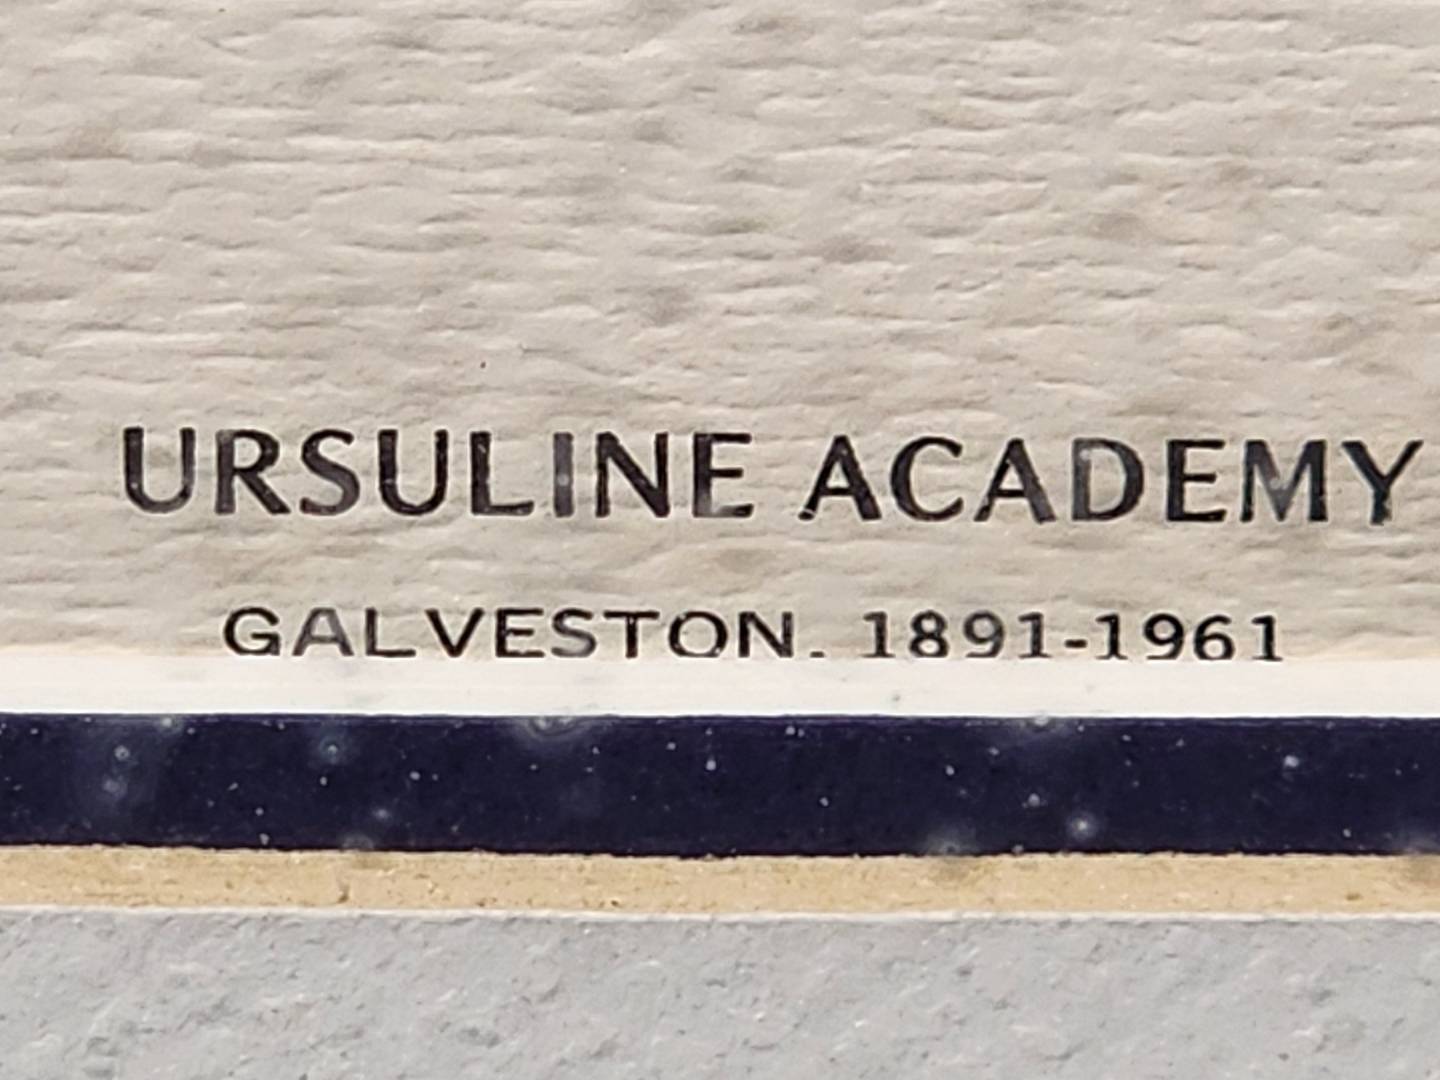 URSULINE ACADEMY
GALVESTON. 1891-1961